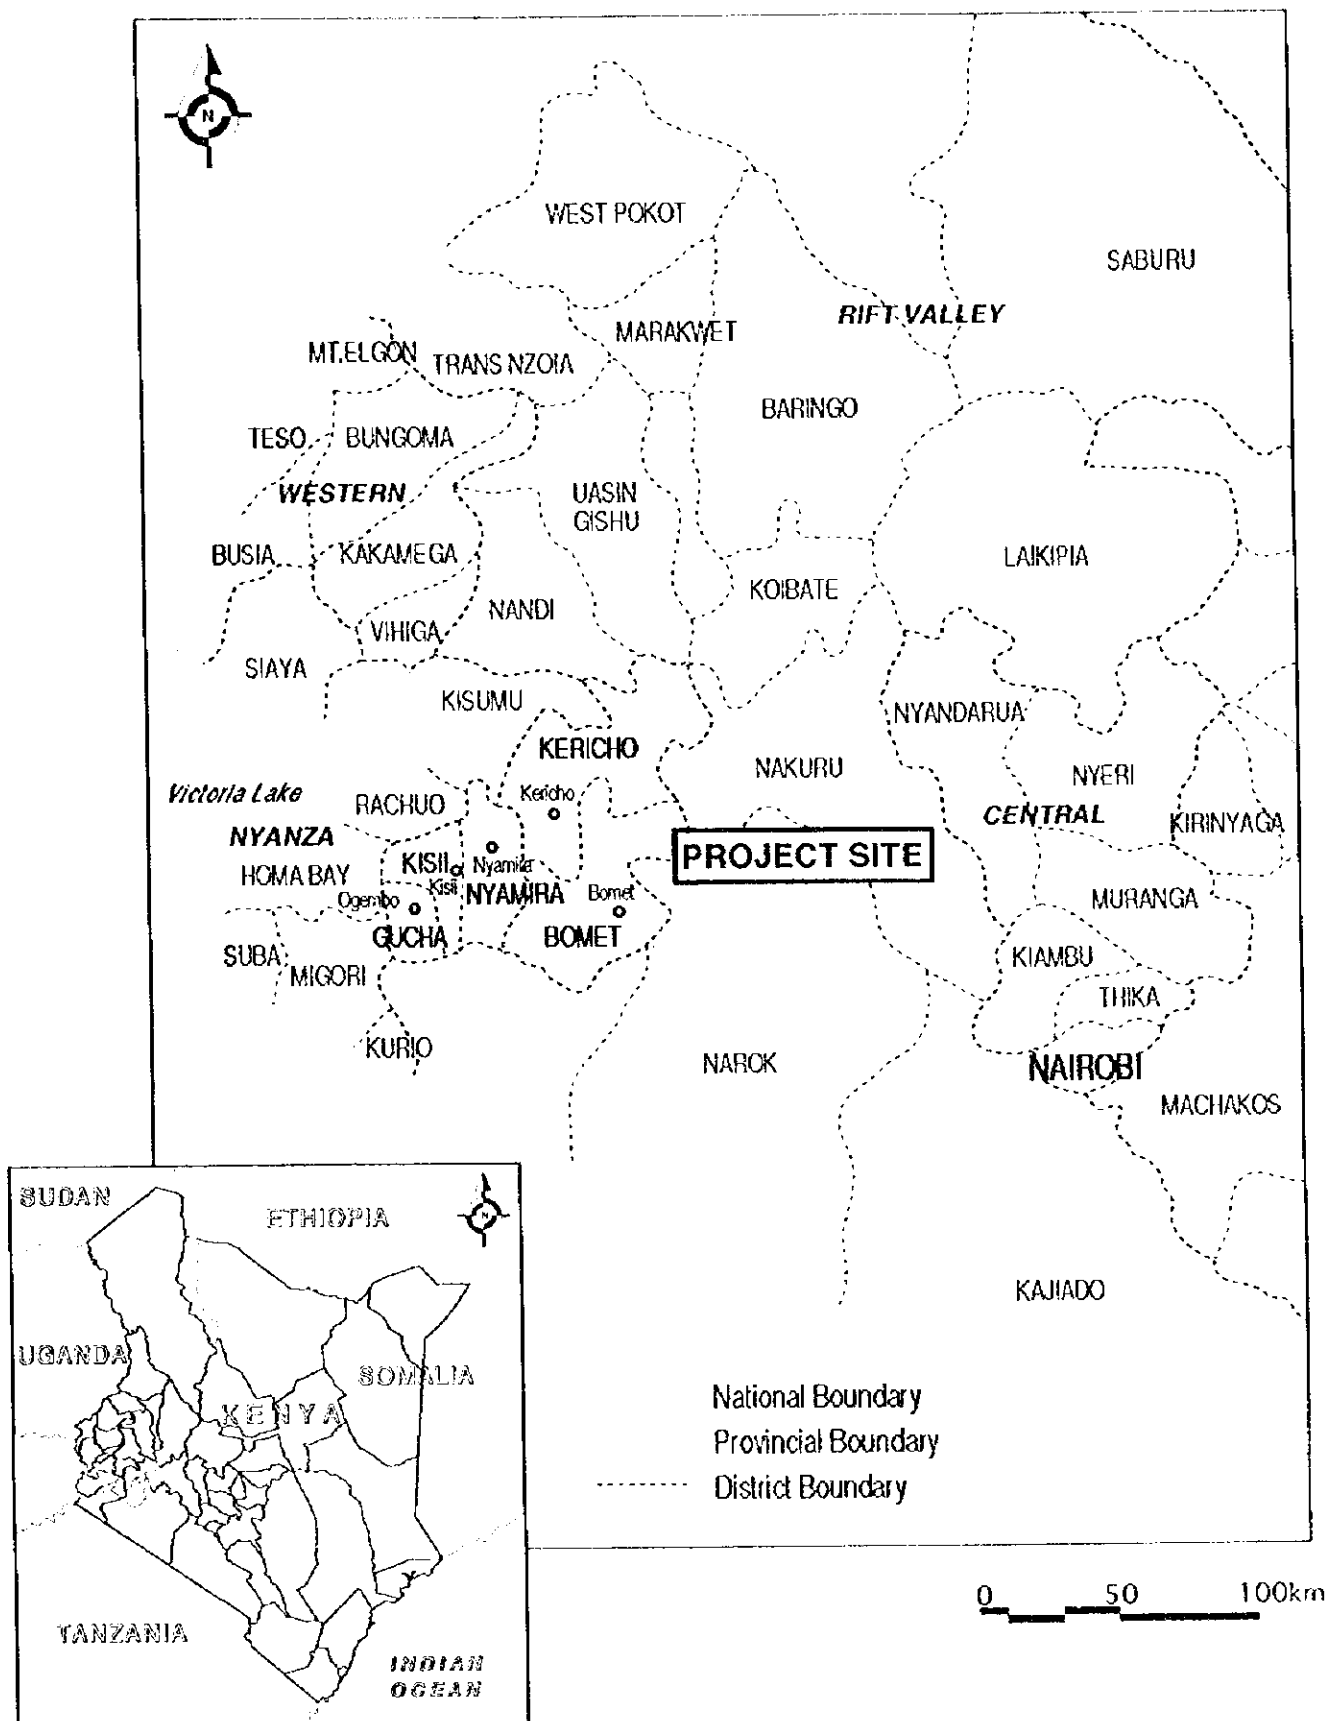 N
WEST POKOT
SABURU
RIFT VALLEY
MARAKWET
MT.ELGON
TRANS NZOIA
BARINGO
TESO
BUNGOMA
WESTERN
UASIN
GISHU
BUSIA
KAKAMEGA
LAIKIPIA
KOIBATE
NANDI
VIHIGA
SIAYA
KISUMU
NYANDARUA
KERICHO
NAKURU
NYERI
Victoria Lake
RACHUO
Kericho
CENTRAL
KIRINYAGA
NYANZA
PROJECT SITE
KISII
Nyamira
HOMA BAY
Kisii
NYAMIRA
Bomet
MURANGA
Ogembo
GUCHA
BOMET
SUBA
MIGORI
KIAMBU
THIKA
KURIO
NAROK
NAIROBI
MACHAKOS
KAJIADO
SUDAN
ETHIOPIA
N
UGANDA
SOMALIA
KENYA
TANZANIA
INDIAN
OCEAN
National Boundary
Provincial Boundary
District Boundary
0 50 100km